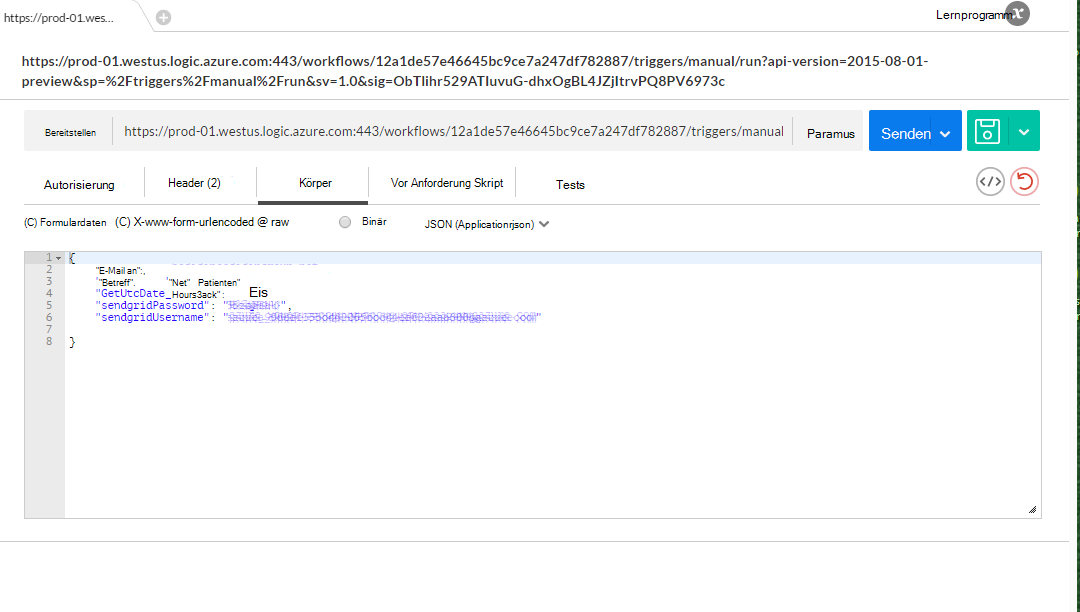 https://prod-01.wes...
Lernprogramm
https://prod-01.westus.logic.azure.com:443/workflows/12a1de57e46645bc9ce7a247df782887/triggers/manual/run?api-version=2015-08-01-
preview&sp=%2Ftriggers%2Fmanual%2Frun&sv=1.0&sig=ObTlihr529ATIuvuG-dhxOgBL4JZjItrvPQ8PV6973c
Bereitstellen https://prod-01.westus.logic.azure.com:443/workflows/12a1de57e46645bc9ce7a247df782887/triggers/manual Paramus Senden
Autorisierung Header (2) Körper Vor Anforderung Skript Tests
(C) Formulardaten (C) X-www-form-urlencoded @ raw Binär JSON (Applicationrjson)
1 {
2 "E-Mail an":,
3 "Betreff". "Net" Patienten"
4 "GetUtcDate_Hours3ack": Eis
5 "sendgridPassword": "",
6 "sendgridUsername": ""
7
8 }